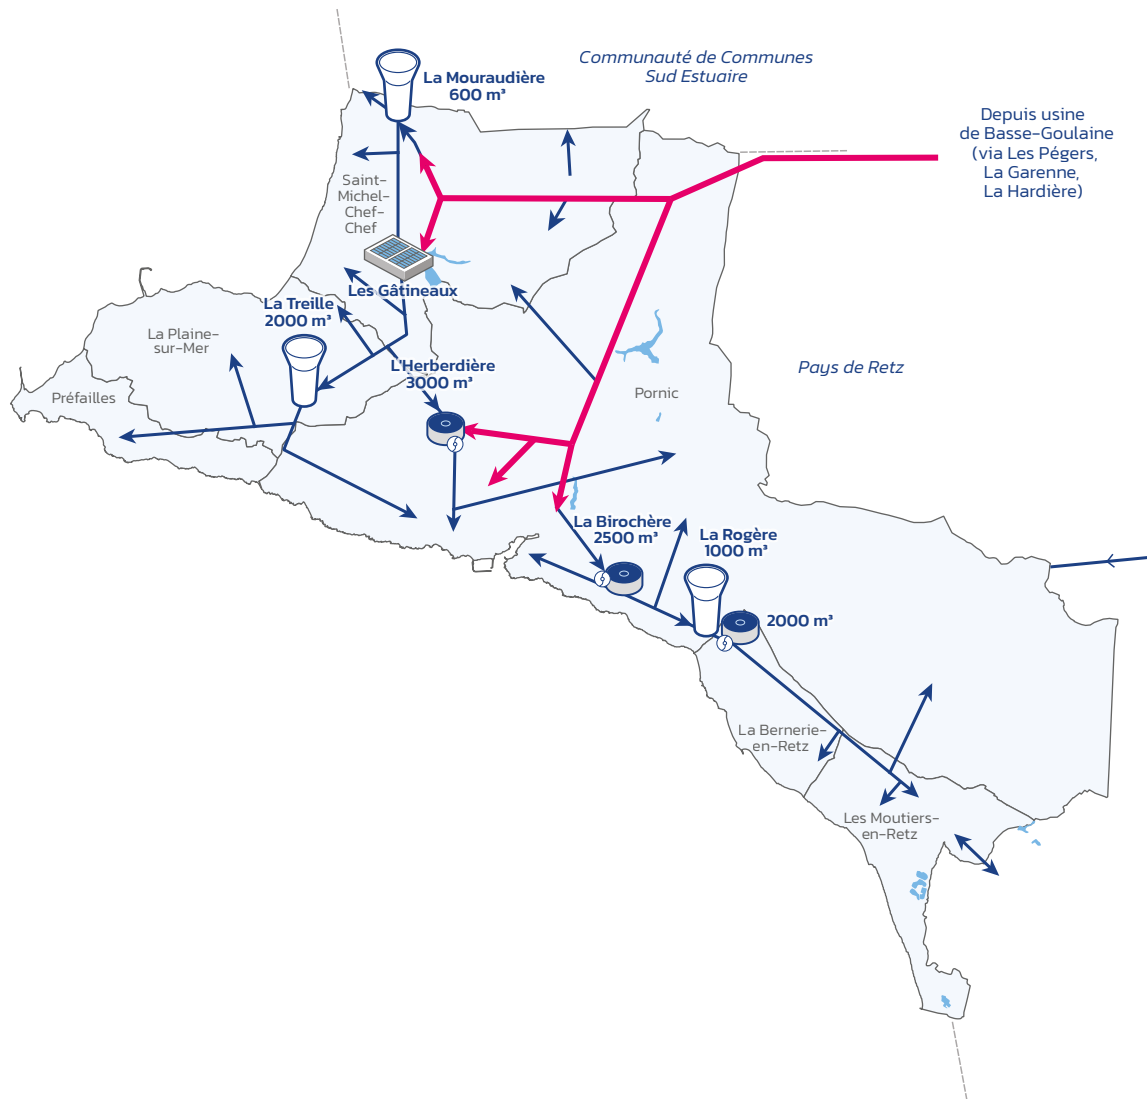 Communauté de Communes
Sud Estuaire
La Mouraudière
600 m³
Depuis usine
de Basse-Goulaine
(via Les Pégers,
La Garenne,
La Hardière)
Saint-
Michel-
Chef-
Chef
Les Gâtineaux
La Treille
2000 m³
La Plaine-
sur-Mer
L'Herberdière
3000 m³
Pays de Retz
Préfailles
Pornic
La Birochère
2500 m³
La Rogère
1000 m³
2000 m³
La Bernerie-
en-Retz
Les Moutiers-
en-Retz